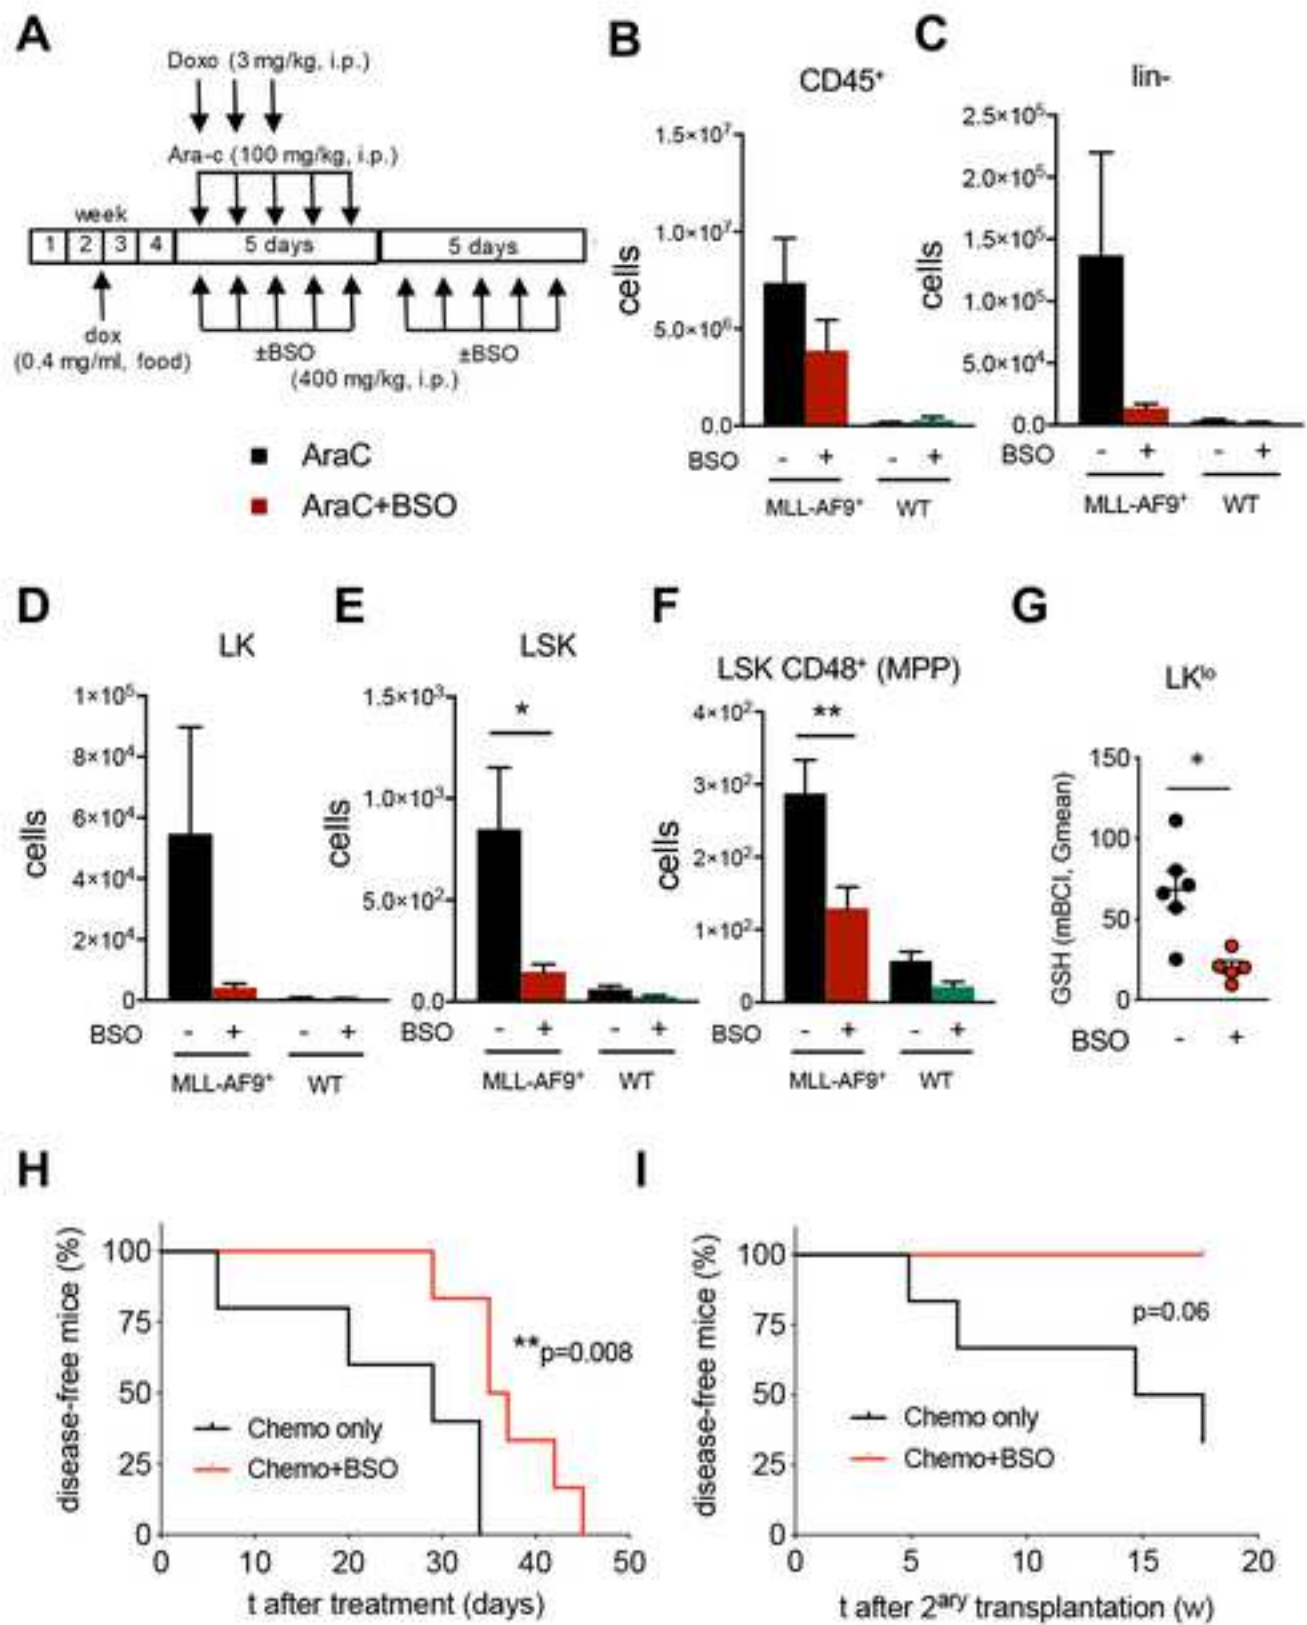 A
Doxo (3 mg/kg, i.p.)
Ara-c (100 mg/kg, i.p.)
week
1 2 3 4 5 days 5 days
dox
(0.4 mg/ml, food)
±BSO ±BSO
(400 mg/kg, i.p.)
AraC
AraC+BSO
B
CD45⁺
cells
1.5×10⁷
1.0×10⁷
5.0×10⁶
0.0
BSO - + - +
MLL-AF9⁺ WT
C
lin-
cells
2.5×10⁵
2.0×10⁵
1.5×10⁵
1.0×10⁵
5.0×10⁴
0.0
BSO - + - +
MLL-AF9⁺ WT
D
LK
cells
1×10⁵
8×10⁴
6×10⁴
4×10⁴
2×10⁴
0
BSO - + - +
MLL-AF9⁺ WT
E
LSK
cells
1.5×10³
1.0×10³
5.0×10²
0.0
*
BSO - + - +
MLL-AF9⁺ WT
F
LSK CD48⁺ (MPP)
cells
4×10²
3×10²
2×10²
1×10²
0
**
BSO - + - +
MLL-AF9⁺ WT
G
LKˡᵒ
GSH (mBCI, Gmean)
150
100
50
0
*
BSO - +
H
disease-free mice (%)
100
75
50
25
0
**p=0.008
Chemo only
Chemo+BSO
0 10 20 30 40 50
t after treatment (days)
I
disease-free mice (%)
100
75
50
25
0
p=0.06
Chemo only
Chemo+BSO
0 5 10 15 20
t after 2ᵃʳʸ transplantation (w)